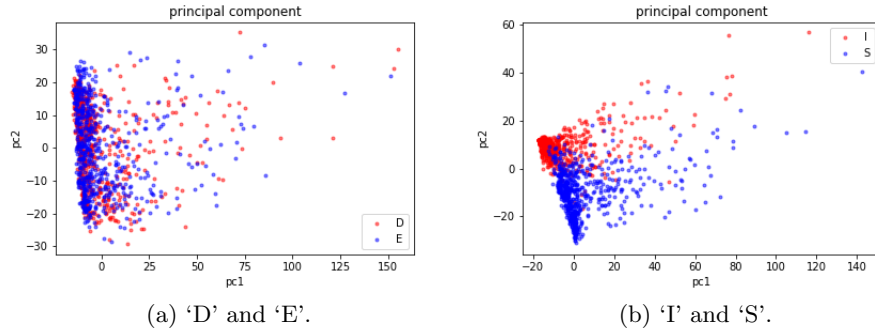 principal component
30
20
10
0
−10
−20
−30
pc2
0
25
50
75
100
125
150
pc1
D
E
(a) ‘D’ and ‘E’.
principal component
60
40
20
0
−20
pc2
−20
0
20
40
60
80
100
120
140
pc1
I
S
(b) ‘I’ and ‘S’.